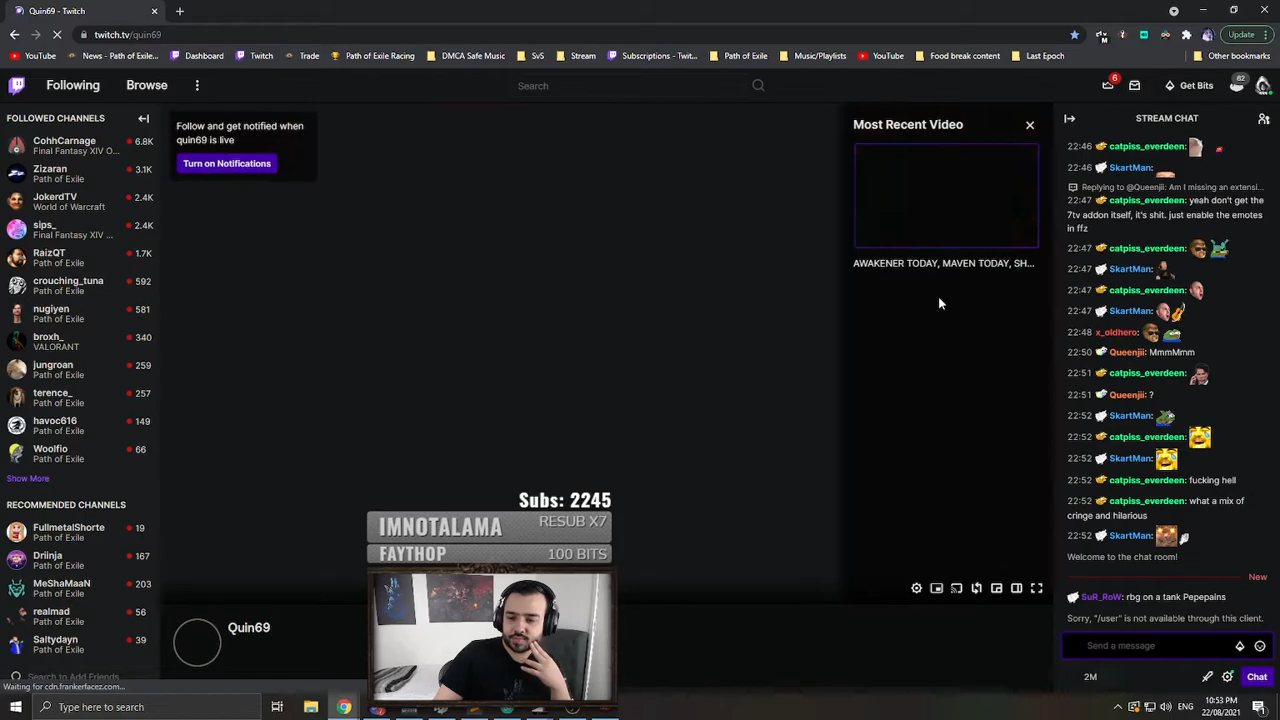 Quin69 - Twitch
twitch.tv/quin69
Update
YouTube
News - Path of Exile...
Dashboard
Twitch
Trade
Path of Exile Racing
DMCA Safe Music
SvS
Stream
Subscriptions - Twit...
Path of Exile
Music/Playlists
YouTube
Food break content
Last Epoch
Other bookmarks
Following
Browse
Search
6
Get Bits
82
FOLLOWED CHANNELS
CohhCarnage 6.8K
Final Fantasy XIV O...
Zizaran 3.1K
Path of Exile
JokerdTV 2.4K
World of Warcraft
sips_ 2.4K
Final Fantasy XIV ...
RaizQT 1.7K
Path of Exile
crouching_tuna 592
Path of Exile
nugiyen 581
Path of Exile
broxh_ 340
VALORANT
jungroan 259
Path of Exile
terence_ 257
Path of Exile
havoc616 149
Path of Exile
Woolfio 66
Path of Exile
Show More
RECOMMENDED CHANNELS
FullmetalShorte 19
Path of Exile
Driinja 167
Path of Exile
MeShaMaaN 203
Path of Exile
realmad 56
Path of Exile
Saltydayn 39
Path of Exile
Search to Add Friends
Follow and get notified when
quin69 is live
Turn on Notifications
Most Recent Video
AWAKENER TODAY, MAVEN TODAY, SH...
Subs: 2245
IMNOTALAMA RESUB X7
FAYTHOP 100 BITS
Quin69
STREAM CHAT
22:46 catpiss_everdeen:
22:46 SkartMan:
Replying to @Queenjii: Am I missing an extensi...
22:47 catpiss_everdeen: yeah don't get the
7tv addon itself, it's shit. just enable the emotes
in ffz
22:47 catpiss_everdeen:
22:47 SkartMan:
22:47 catpiss_everdeen:
22:47 SkartMan:
22:48 x_oldhero:
22:50 Queenjii: MmmMmm
22:51 catpiss_everdeen:
22:51 Queenjii: ?
22:52 SkartMan:
22:52 catpiss_everdeen:
22:52 SkartMan:
22:52 catpiss_everdeen: fucking hell
22:52 catpiss_everdeen: what a mix of
cringe and hilarious
22:52 SkartMan:
Welcome to the chat room!
New
SuR_RoW: rbg on a tank Pepepains
Sorry, "/user" is not available through this client.
Send a message
2M
Chat
Waiting for cdn.frankerfacez.com...
Type here to search
10:53 PM
22/08/2021